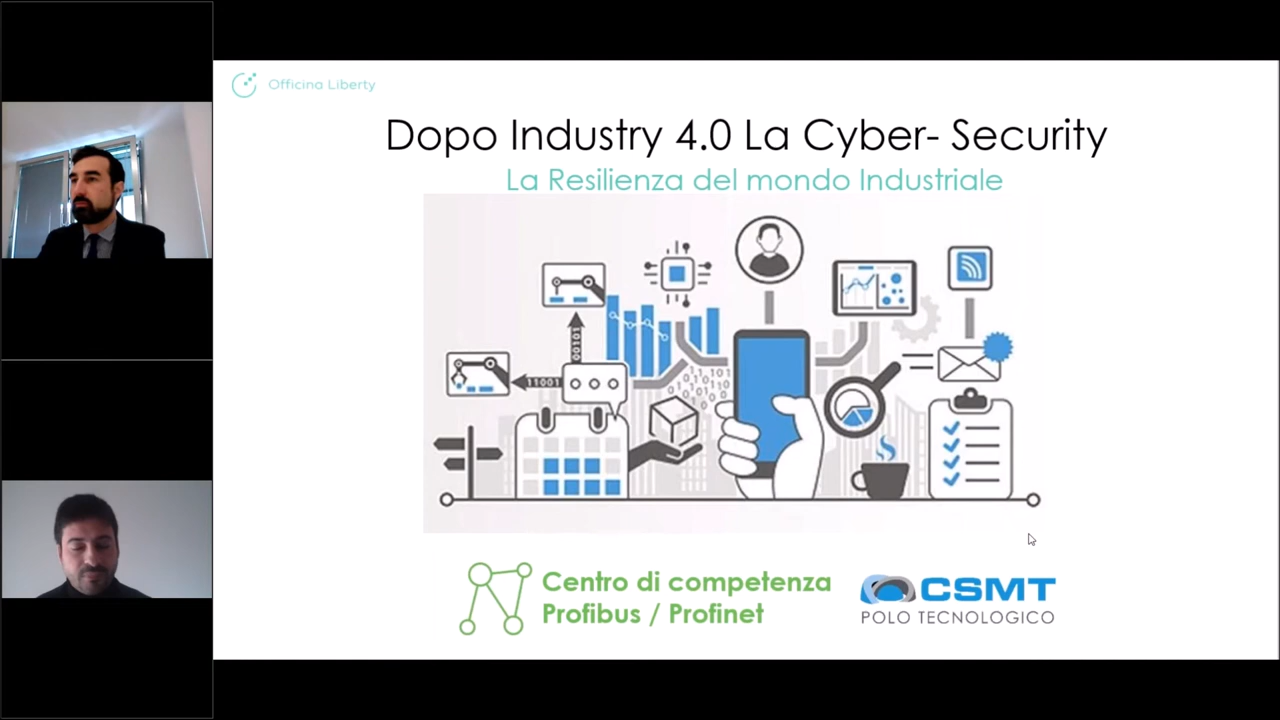 Officina Liberty
Dopo Industry 4.0 La Cyber- Security
La Resilienza del mondo Industriale
00101
11001
Centro di competenza
Profibus / Profinet
CSMT
POLO TECNOLOGICO